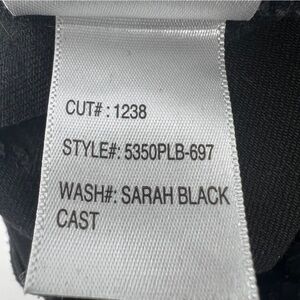 CUT#: 1238
STYLE#: 5350PLB-697
WASH#: SARAH BLACK
CAST